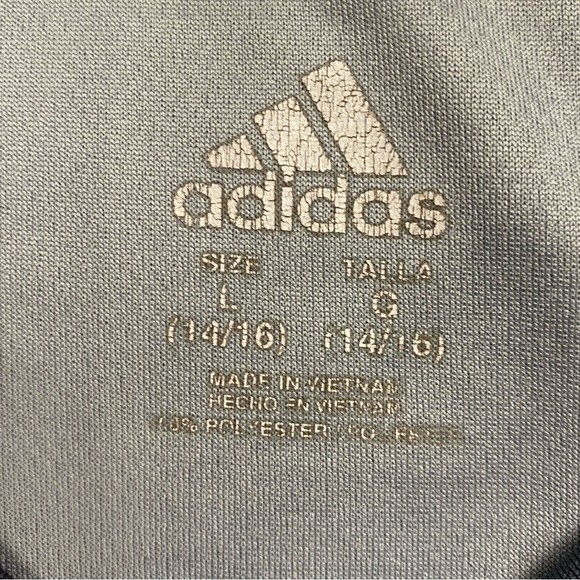 adidas
SIZE TALLA
L G
(14/16) (14/16)
MADE IN VIETNAM
HECHO EN VIETNAM
POLYESTER